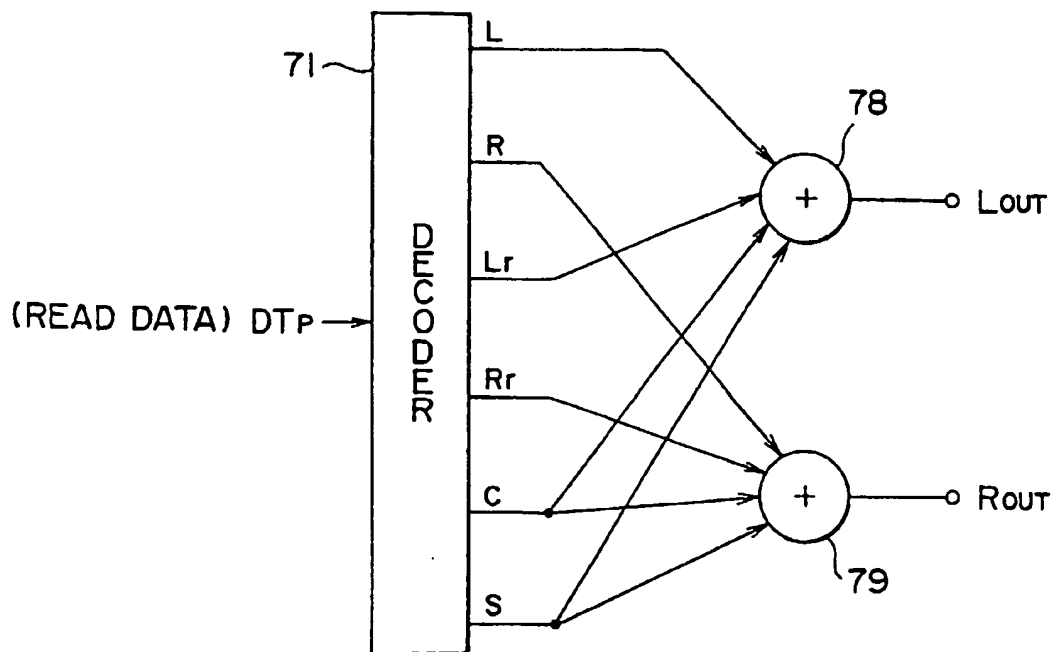 L
71
78
R
+
LOUT
DECODER
Lr
(READ DATA) DTP
Rr
C
+
ROUT
79
S